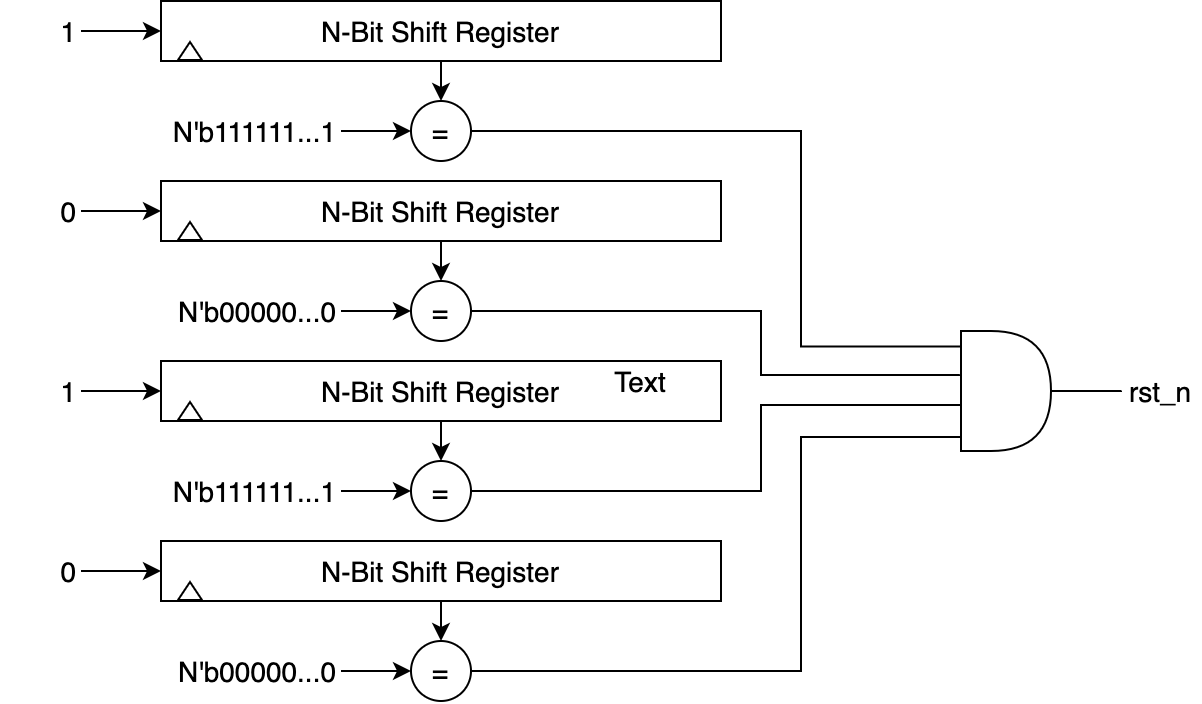 1
N-Bit Shift Register
N'b111111...1
=
0
N-Bit Shift Register
N'b00000...0
=
1
N-Bit Shift Register
Text
N'b111111...1
=
rst_n
0
N-Bit Shift Register
N'b00000...0
=